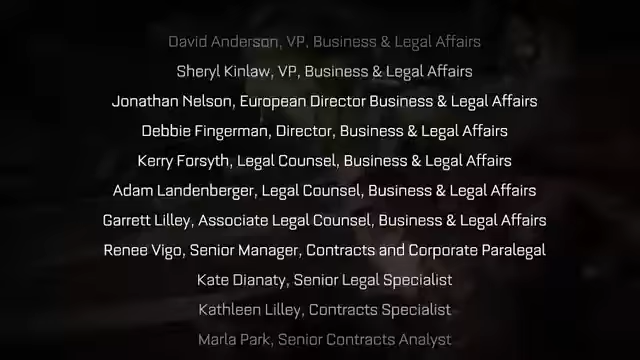 David Anderson, VP, Business & Legal Affairs
Sheryl Kinlaw, VP, Business & Legal Affairs
Jonathan Nelson, European Director Business & Legal Affairs
Debbie Fingerman, Director, Business & Legal Affairs
Kerry Forsyth, Legal Counsel, Business & Legal Affairs
Adam Landenberger, Legal Counsel, Business & Legal Affairs
Garrett Lilley, Associate Legal Counsel, Business & Legal Affairs
Renee Vigo, Senior Manager, Contracts and Corporate Paralegal
Kate Dianaty, Senior Legal Specialist
Kathleen Lilley, Contracts Specialist
Marla Park, Senior Contracts Analyst